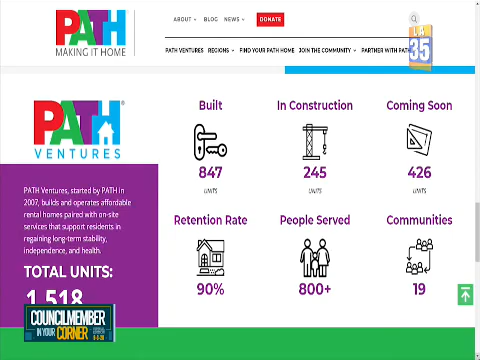 PATH
MAKING IT HOME
ABOUT BLOG NEWS DONATE
PATH VENTURES REGIONS FIND YOUR PATH HOME JOIN THE COMMUNITY PARTNER WITH PATH
35
PATH
VENTURES
Built
847
UNITS
In Construction
245
UNITS
Coming Soon
426
UNITS
PATH Ventures, started by PATH in
2007, builds and operates affordable
rental homes paired with on-site
services that support residents in
regaining long-term stability,
independence, and health.
TOTAL UNITS:
1,518
Retention Rate
90%
People Served
800+
Communities
19
COUNCILMEMBER
IN YOUR
CORNER